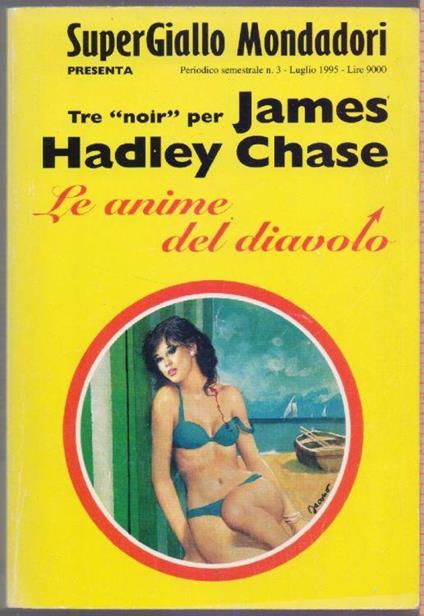 SuperGiallo Mondadori
PRESENTA Periodico semestrale n. 3 - Luglio 1995 - Lire 9000
Tre “noir” per James
Hadley Chase
Le anime
del diavolo
Jacono